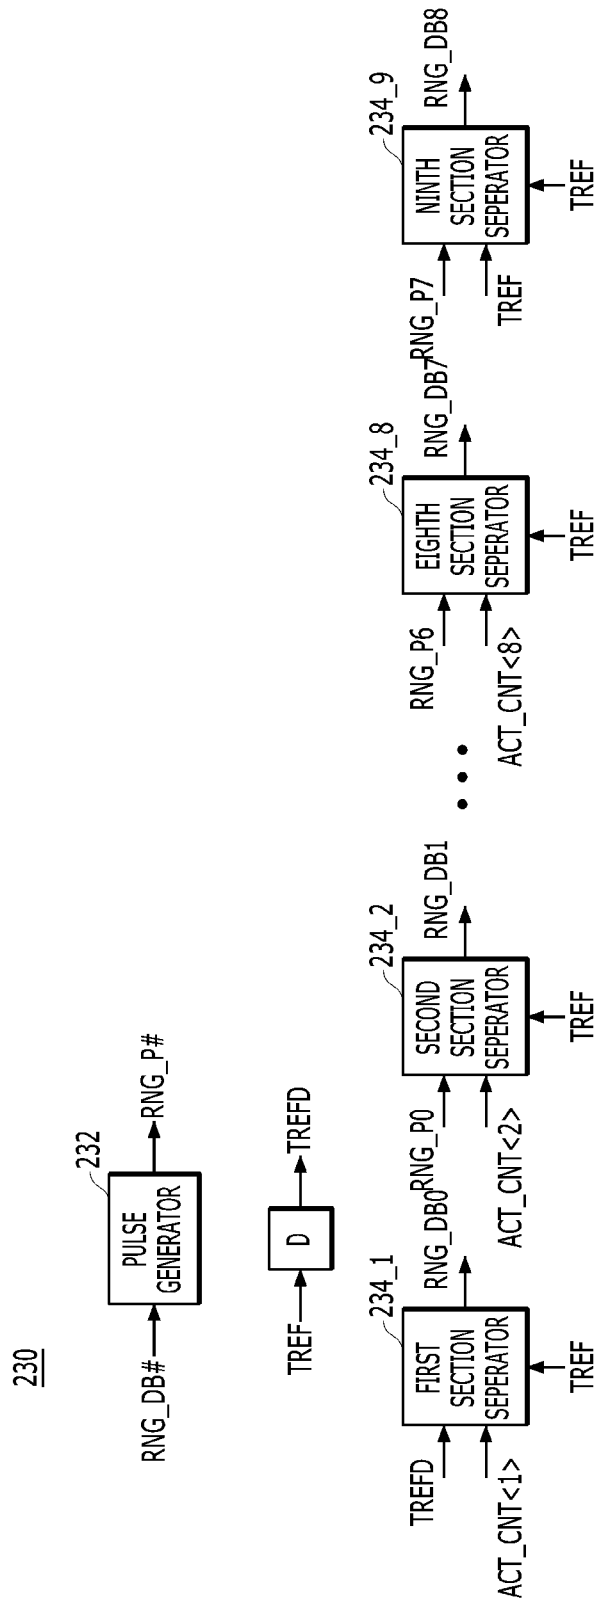 230
232
RNG_DB#
PULSE
GENERATOR
RNG_P#
TREF
D
TREFD
234_1
TREFD
ACT_CNT<1>
FIRST
SECTION
SEPERATOR
TREF
RNG_DB0
234_2
RNG_P0
ACT_CNT<2>
SECOND
SECTION
SEPERATOR
TREF
RNG_DB1
234_8
RNG_P6
ACT_CNT<8>
EIGHTH
SECTION
SEPERATOR
TREF
RNG_DB7
234_9
RNG_P7
TREF
NINTH
SECTION
SEPERATOR
TREF
RNG_DB8